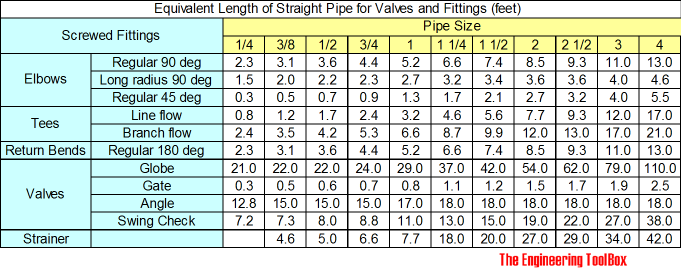 Equivalent Length of Straight Pipe for Valves and Fittings (feet)
Screwed Fittings Pipe Size
1/4 3/8 1/2 3/4 1 1 1/4 1 1/2 2 2 1/2 3 4
Elbows Regular 90 deg 2.3 3.1 3.6 4.4 5.2 6.6 7.4 8.5 9.3 11.0 13.0
Long radius 90 deg 1.5 2.0 2.2 2.3 2.7 3.2 3.4 3.6 3.6 4.0 4.6
Regular 45 deg 0.3 0.5 0.7 0.9 1.3 1.7 2.1 2.7 3.2 4.0 5.5
Tees Line flow 0.8 1.2 1.7 2.4 3.2 4.6 5.6 7.7 9.3 12.0 17.0
Branch flow 2.4 3.5 4.2 5.3 6.6 8.7 9.9 12.0 13.0 17.0 21.0
Return Bends Regular 180 deg 2.3 3.1 3.6 4.4 5.2 6.6 7.4 8.5 9.3 11.0 13.0
Valves Globe 21.0 22.0 22.0 24.0 29.0 37.0 42.0 54.0 62.0 79.0 110.0
Gate 0.3 0.5 0.6 0.7 0.8 1.1 1.2 1.5 1.7 1.9 2.5
Angle 12.8 15.0 15.0 15.0 17.0 18.0 18.0 18.0 18.0 18.0 18.0
Swing Check 7.2 7.3 8.0 8.8 11.0 13.0 15.0 19.0 22.0 27.0 38.0
Strainer 4.6 5.0 6.6 7.7 18.0 20.0 27.0 29.0 34.0 42.0
The Engineering ToolBox